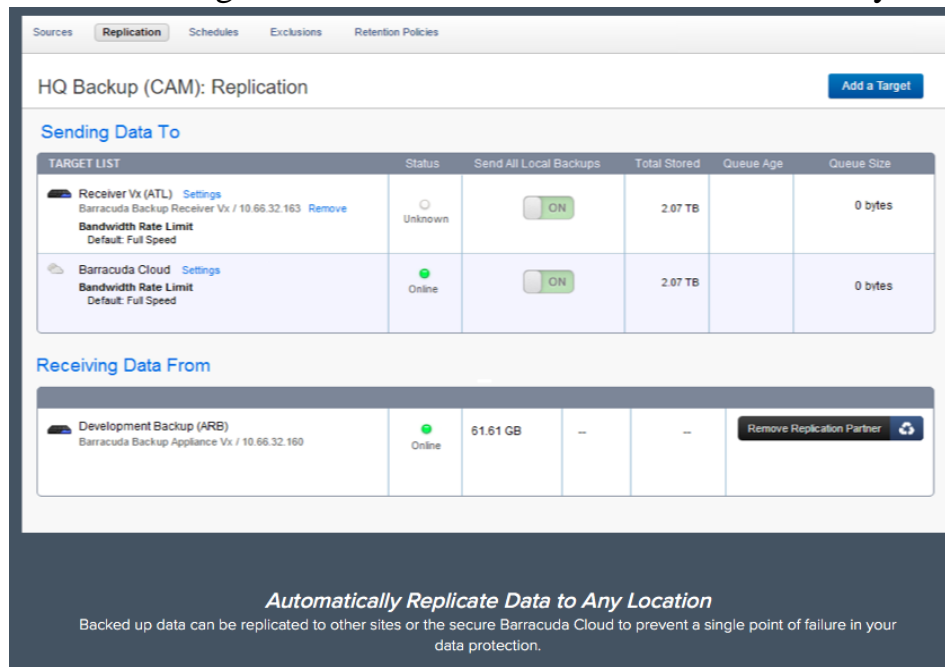 Sources Replication Schedules Exclusions Retention Policies
HQ Backup (CAM): Replication Add a Target
Sending Data To
TARGET LIST Status Send All Local Backups Total Stored Queue Age Queue Size
Receiver Vx (ATL) Settings
Barracuda Backup Receiver Vx / 10.66.32.163 Remove
Unknown ON 2.07 TB 0 bytes
Bandwidth Rate Limit
Default: Full Speed
Barracuda Cloud Settings
Bandwidth Rate Limit
Online ON 2.07 TB 0 bytes
Default: Full Speed
Receiving Data From
Development Backup (ARB)
Barracuda Backup Appliance Vx / 10.66.32.160
Online 61.61 GB -- -- Remove Replication Partner
Automatically Replicate Data to Any Location
Backed up data can be replicated to other sites or the secure Barracuda Cloud to prevent a single point of failure in your
data protection.